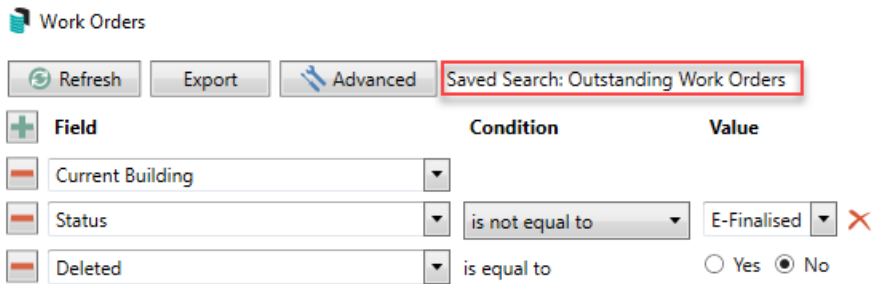 Work Orders
Refresh Export Advanced Saved Search: Outstanding Work Orders
Field Condition Value
Current Building
Status is not equal to E-Finalised
Deleted is equal to Yes No